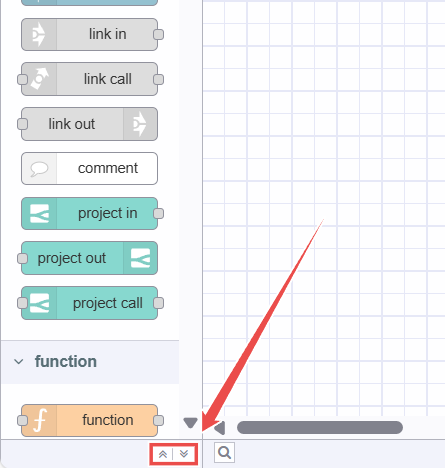 link in
link call
link out
comment
project in
project out
project call
function
function